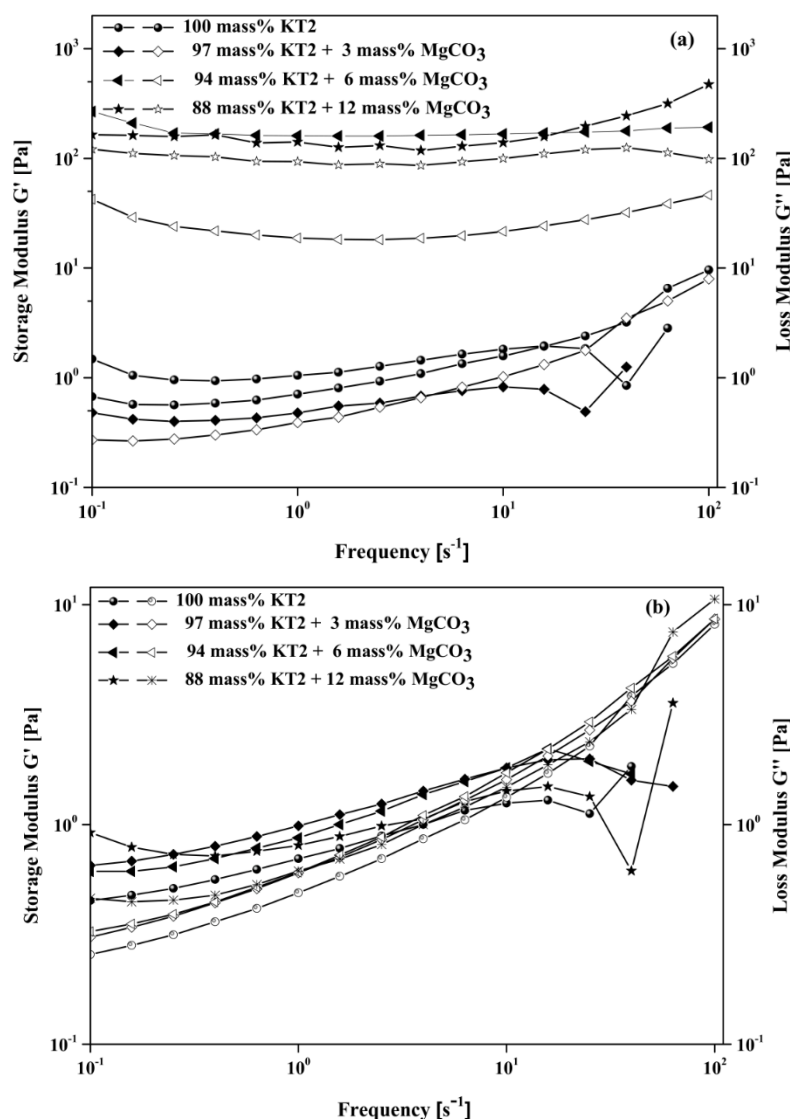 100 mass% KT2
97 mass% KT2 + 3 mass% MgCO3
94 mass% KT2 + 6 mass% MgCO3
88 mass% KT2 + 12 mass% MgCO3
(a)
Storage Modulus G' [Pa]
Loss Modulus G'' [Pa]
10³
10²
10¹
10⁰
10⁻¹
10³
10²
10¹
10⁰
10⁻¹
10⁻¹
10⁰
10¹
10²
Frequency [s⁻¹]
100 mass% KT2
97 mass% KT2 + 3 mass% MgCO3
94 mass% KT2 + 6 mass% MgCO3
88 mass% KT2 + 12 mass% MgCO3
(b)
Storage Modulus G' [Pa]
Loss Modulus G'' [Pa]
10¹
10⁰
10⁻¹
10¹
10⁰
10⁻¹
10⁻¹
10⁰
10¹
10²
Frequency [s⁻¹]